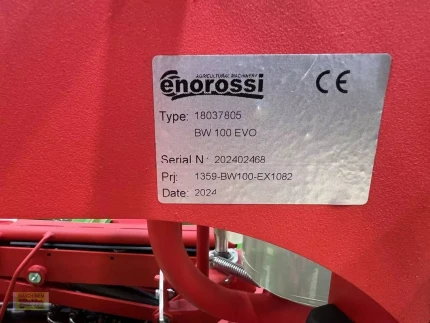 AGRICULTURAL MACHINERY
enorossi
CE
Type: 18037805
BW 100 EVO
Serial N.: 202402468
Prj: 1359-BW100-EX1082
Date: 2024